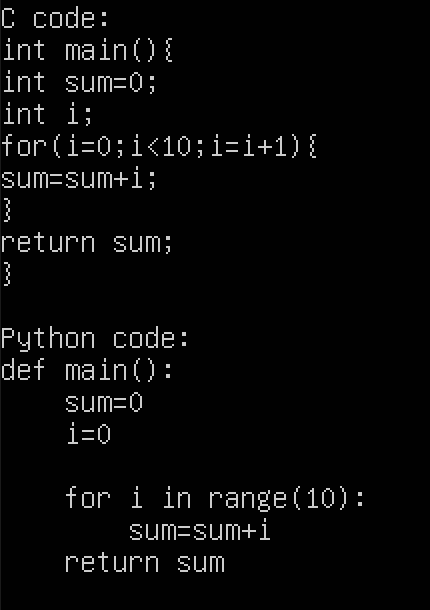 C code:
int main(){
int sum=0;
int i;
for(i=0;i<10;i=i+1){
sum=sum+i;
}
return sum;
}

Python code:
def main():
    sum=0
    i=0

    for i in range(10):
        sum=sum+i
    return sum